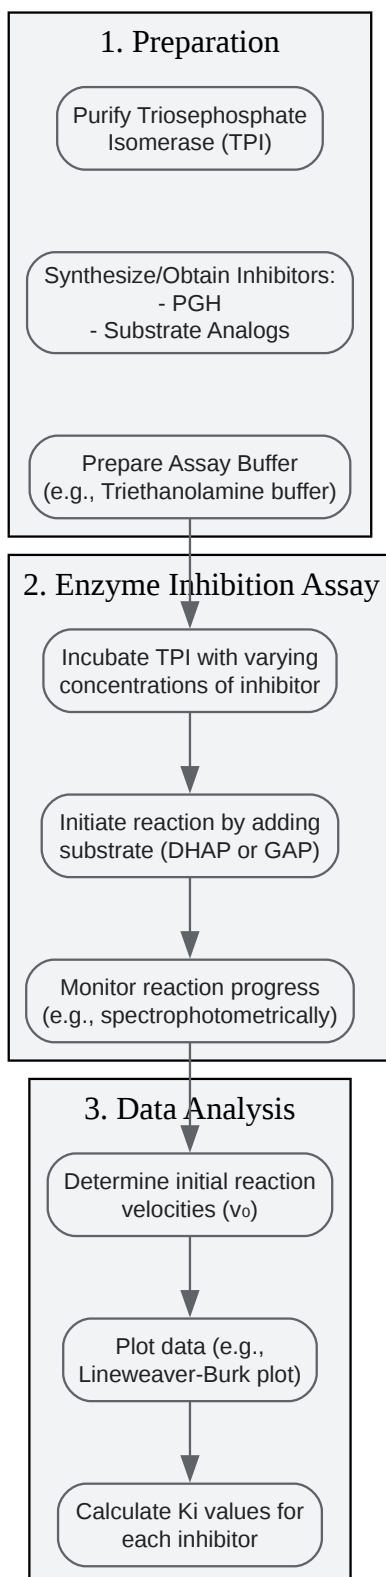 1. Preparation
Purify Triosephosphate
Isomerase (TPI)
Synthesize/Obtain Inhibitors:
- PGH
- Substrate Analogs
Prepare Assay Buffer
(e.g., Triethanolamine buffer)
2. Enzyme Inhibition Assay
Incubate TPI with varying
concentrations of inhibitor
Initiate reaction by adding
substrate (DHAP or GAP)
Monitor reaction progress
(e.g., spectrophotometrically)
3. Data Analysis
Determine initial reaction
velocities (v₀)
Plot data (e.g.,
Lineweaver-Burk plot)
Calculate Ki values for
each inhibitor